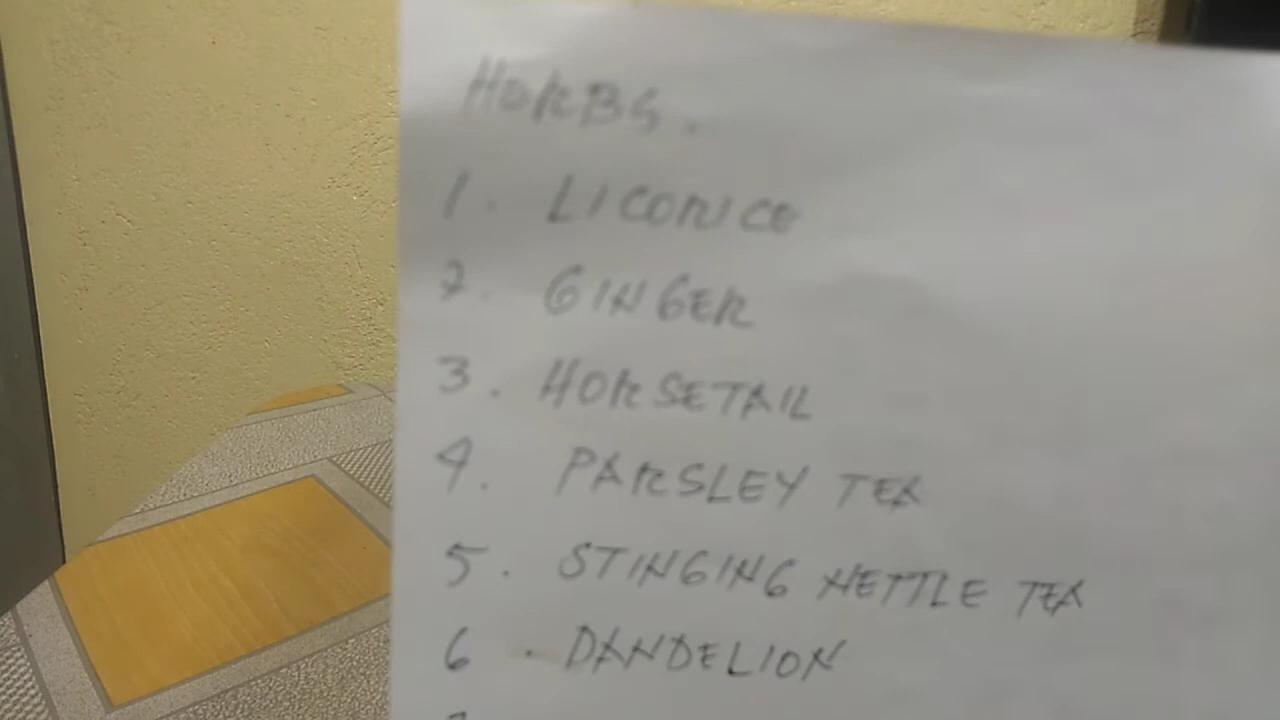 HERBS.
1. LICORICE
2. GINGER
3. HORSETAIL
4. PARSLEY TEA
5. STINGING NETTLE TEA
6. DANDELION